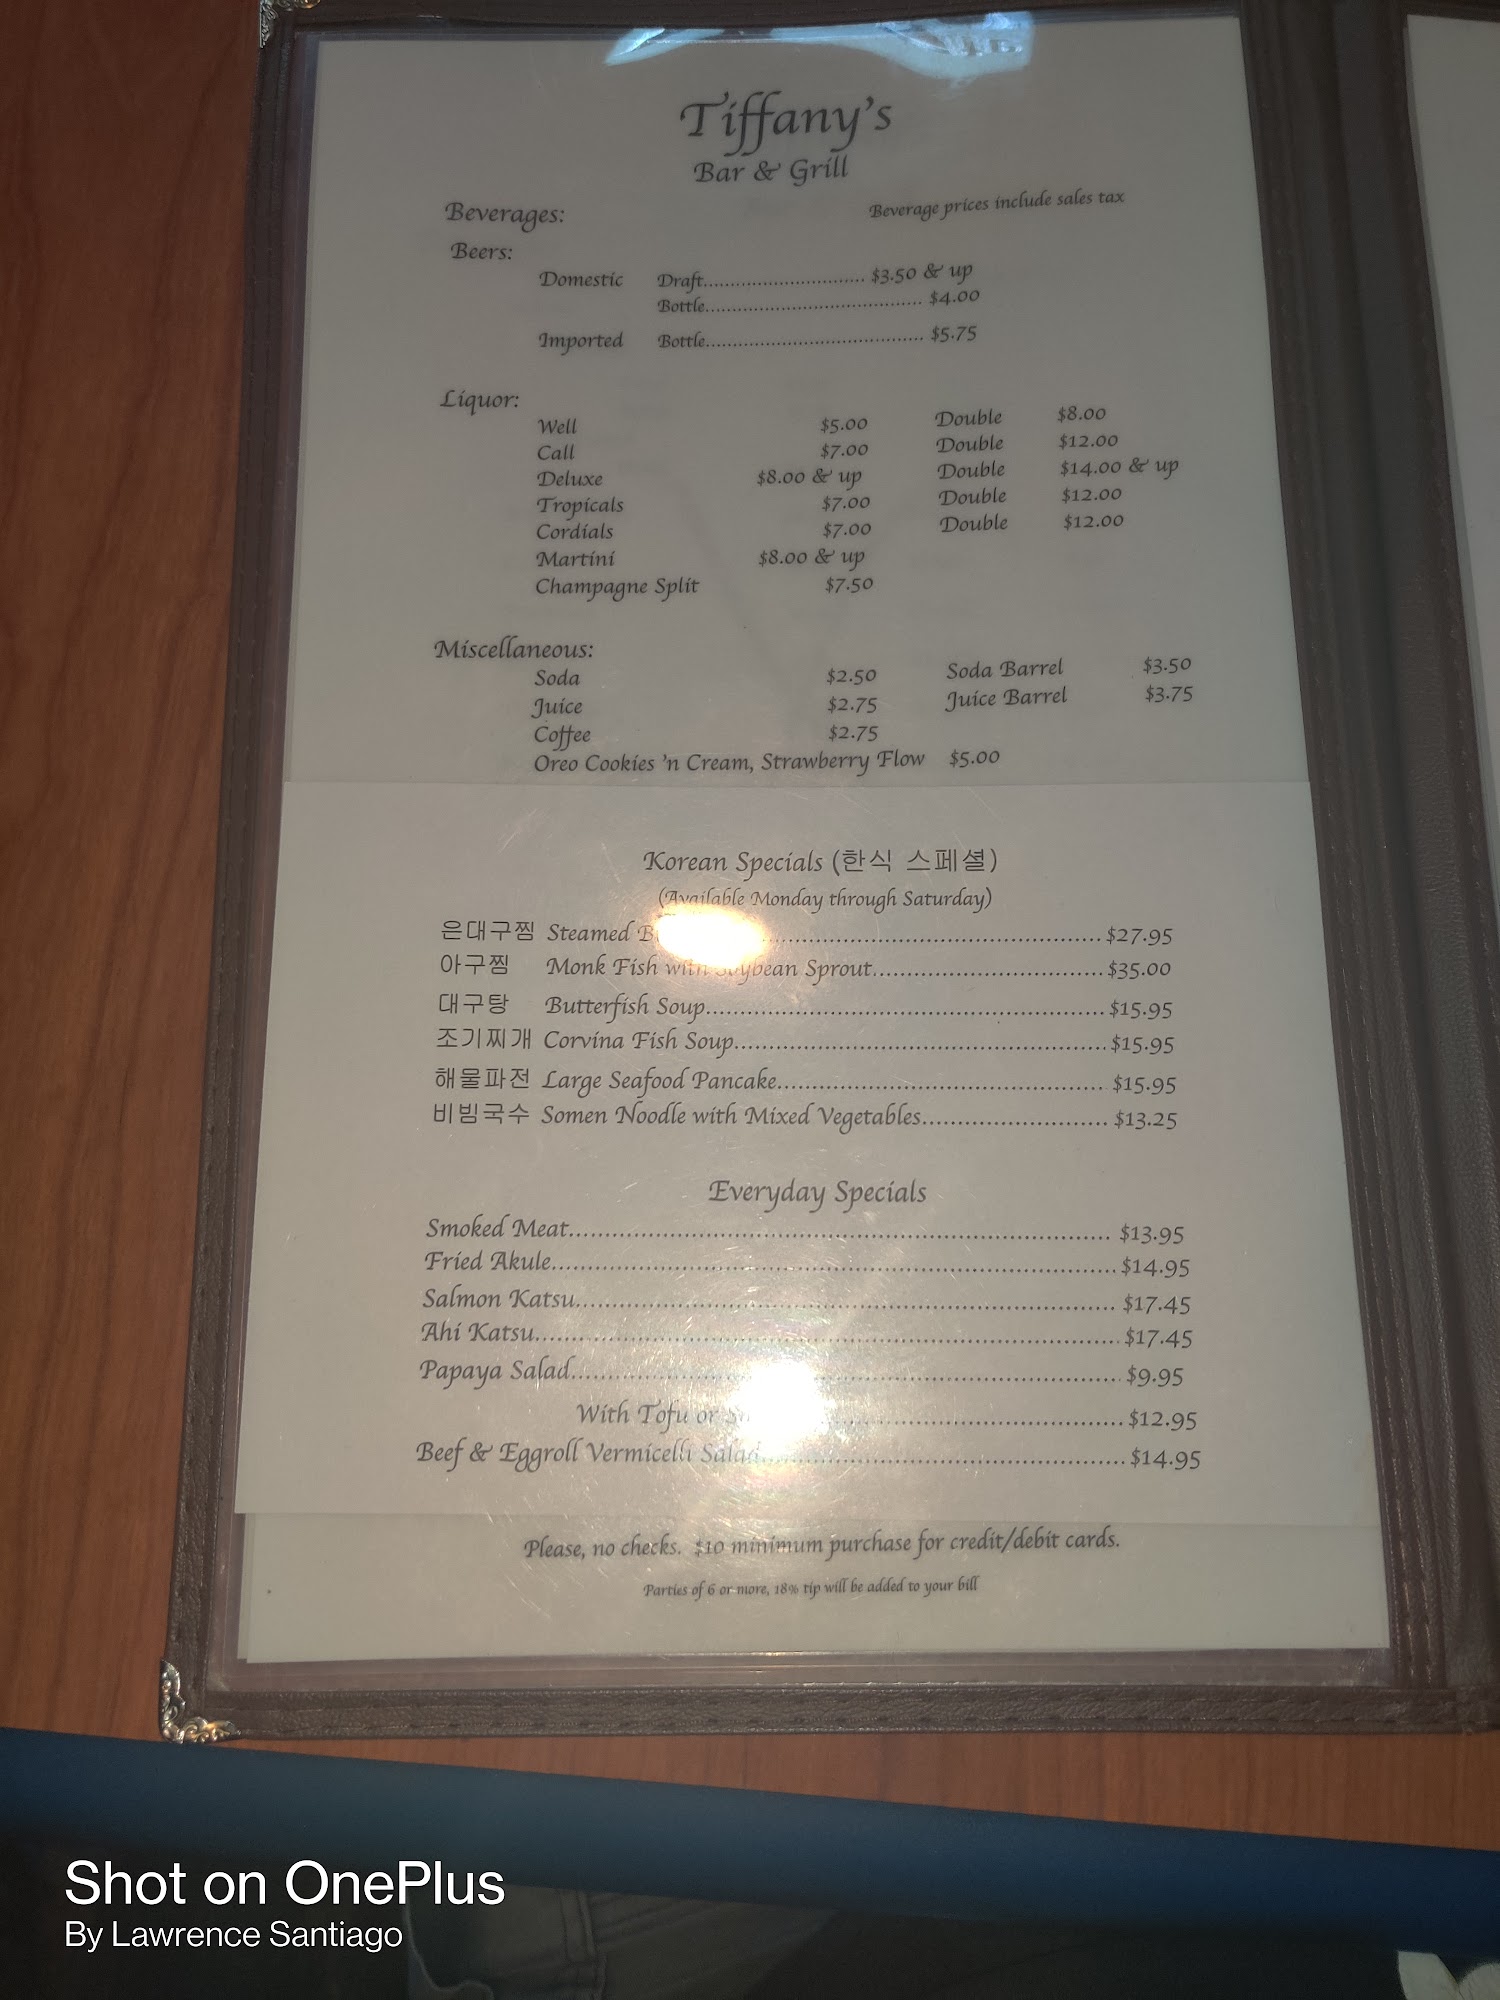 Tiffany's
Bar & Grill
Beverages: Beverage prices include sales tax
Beers:
Domestic Draft.............................. $3.50 & up
Bottle........................................ $4.00
Imported Bottle........................................ $5.75
Liquor:
Well $5.00 Double $8.00
Call $7.00 Double $12.00
Deluxe $8.00 & up Double $14.00 & up
Tropicals $7.00 Double $12.00
Cordials $7.00 Double $12.00
Martini $8.00 & up
Champagne Split $7.50
Miscellaneous:
Soda $2.50 Soda Barrel $3.50
Juice $2.75 Juice Barrel $3.75
Coffee $2.75
Oreo Cookies 'n Cream, Strawberry Flow $5.00
Korean Specials (한식 스페셜)
(Available Monday through Saturday)
은대구찜 Steamed ..................................................$27.95
아구찜 Monk Fish with Soybean Sprout...................................$35.00
대구탕 Butterfish Soup............................................................$15.95
조기찌개 Corvina Fish Soup........................................................$15.95
해물파전 Large Seafood Pancake.................................................. $15.95
비빔국수 Somen Noodle with Mixed Vegetables............................ $13.25
Everyday Specials
Smoked Meat.................................................................................. $13.95
Fried Akule.....................................................................................$14.95
Salmon Katsu................................................................................. $17.45
Ahi Katsu........................................................................................$17.45
Papaya Salad...................................................................................$9.95
With Tofu or ...........................................$12.95
Beef & Eggroll Vermicelli Salad.......................................................$14.95
Please, no checks. $10 minimum purchase for credit/debit cards.
Parties of 6 or more, 18% tip will be added to your bill
Shot on OnePlus
By Lawrence Santiago